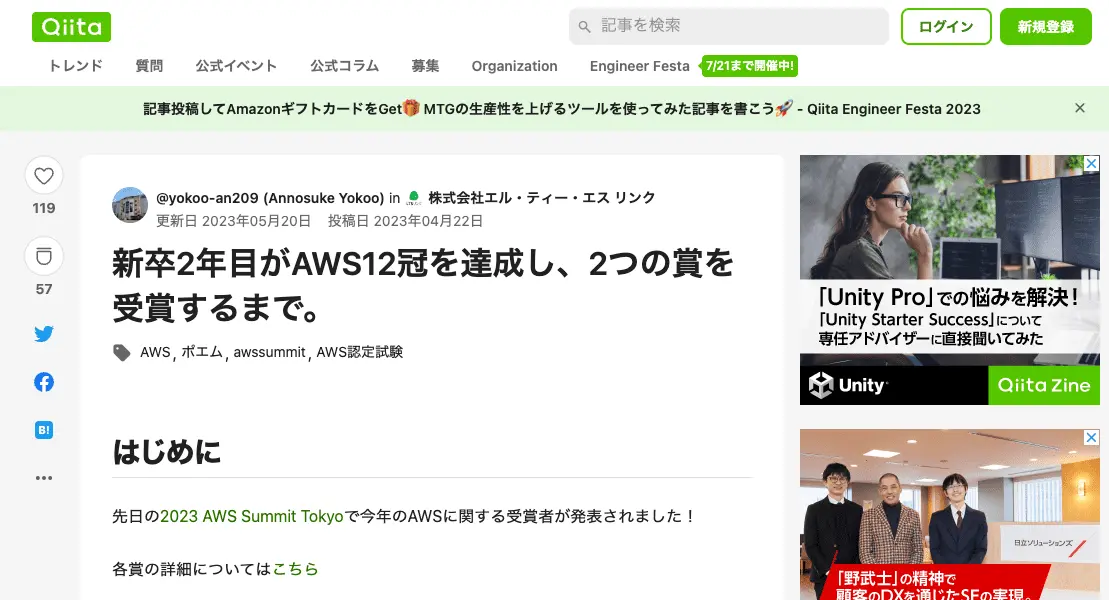 Qiita
記事を検索
ログイン
新規登録
トレンド 質問 公式イベント 公式コラム 募集 Organization Engineer Festa 7/21まで開催中!
記事投稿してAmazonギフトカードをGet🎁 MTGの生産性を上げるツールを使ってみた記事を書こう🚀 - Qiita Engineer Festa 2023
119
57
B!
@yokoo-an209 (Annosuke Yokoo) in 株式会社エル・ティー・エス リンク
更新日 2023年05月20日 投稿日 2023年04月22日
新卒2年目がAWS12冠を達成し、2つの賞を
受賞するまで。
AWS, ポエム, awssummit, AWS認定試験
はじめに
先日の2023 AWS Summit Tokyoで今年のAWSに関する受賞者が発表されました！
各賞の詳細についてはこちら
「Unity Pro」での悩みを解決！
「Unity Starter Success」について
専任アドバイザーに直接聞いてみた
Unity
Qiita Zine
日立ソリューションズ
「野武士」の精神で
顧客のDXを通じたSEの実現。